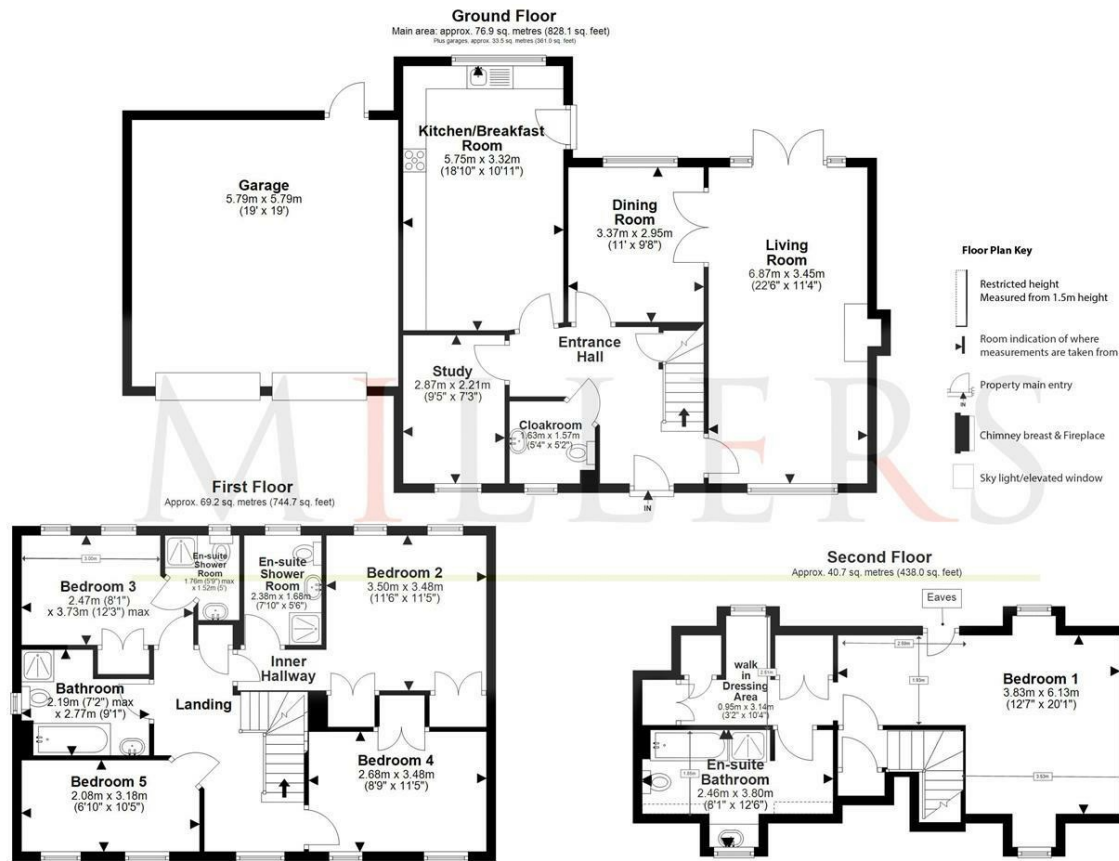 Ground Floor
Main area: approx. 76.9 sq. metres (828.1 sq. feet)
Plus garages, approx. 33.5 sq. metres (361.0 sq. feet)
Garage
5.79m x 5.79m
(19' x 19')
Kitchen/Breakfast
Room
5.75m x 3.32m
(18'10" x 10'11")
Dining
Room
3.37m x 2.95m
(11' x 9'8")
Living
Room
6.87m x 3.45m
(22'6" x 11'4")
Entrance
Hall
Study
2.87m x 2.21m
(9'5" x 7'3")
Cloakroom
1.63m x 1.57m
(5'4" x 5'2")
IN
Floor Plan Key
Restricted height
Measured from 1.5m height
Room indication of where
measurements are taken from
Property main entry
IN
Chimney breast & Fireplace
Sky light/elevated window
MILLERS
First Floor
Approx. 69.2 sq. metres (744.7 sq. feet)
3.00m
Bedroom 3
2.47m (8'1")
x 3.73m (12'3") max
En-suite
Shower
Room
1.76m (5'9") max
x 1.52m (5')
En-suite
Shower
Room
2.38m x 1.68m
(7'10" x 5'6")
Bedroom 2
3.50m x 3.48m
(11'6" x 11'5")
Inner
Hallway
Bathroom
2.19m (7'2") max
x 2.77m (9'1")
Landing
Bedroom 5
2.08m x 3.18m
(6'10" x 10'5")
Bedroom 4
2.68m x 3.48m
(8'9" x 11'5")
Second Floor
Approx. 40.7 sq. metres (438.0 sq. feet)
Eaves
walk
in
Dressing
Area
0.95m x 3.14m
(3'2" x 10'4")
Bedroom 1
3.83m x 6.13m
(12'7" x 20'1")
En-suite
Bathroom
2.46m x 3.80m
(8'1" x 12'6")